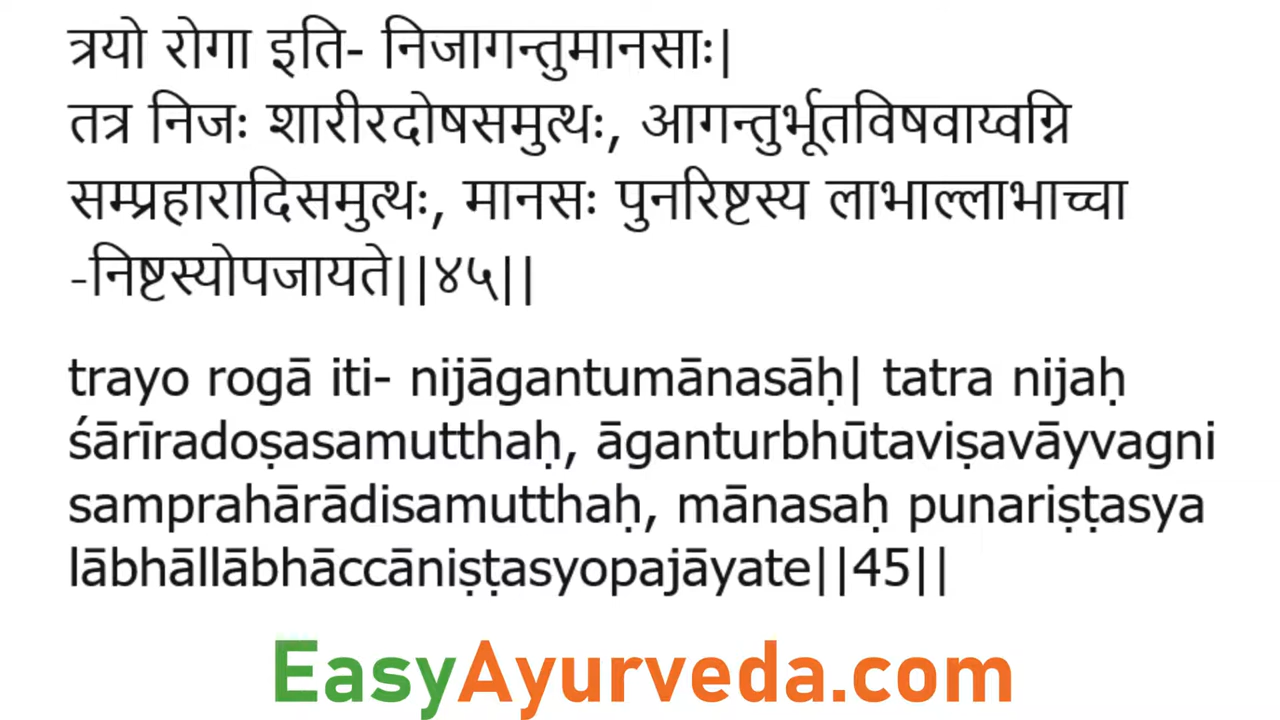 त्रयो रोगा इति- निजागन्तुमानसाः|
तत्र निजः शारीरदोषसमुत्थः, आगन्तुर्भूतविषवाय्वग्नि
सम्प्रहारादिसमुत्थः, मानसः पुनरिष्टस्य लाभाल्लाभाच्चा
-निष्टस्योपजायते||४५||
trayo rogā iti- nijāgantumānasāḥ| tatra nijaḥ
śārīradoṣasamutthaḥ, āganturbhūtaviṣavāyvagni
samprahārādisamutthaḥ, mānasaḥ punariṣṭasya
lābhāllābhāccāniṣṭasyopajāyate||45||
EasyAyurveda.com